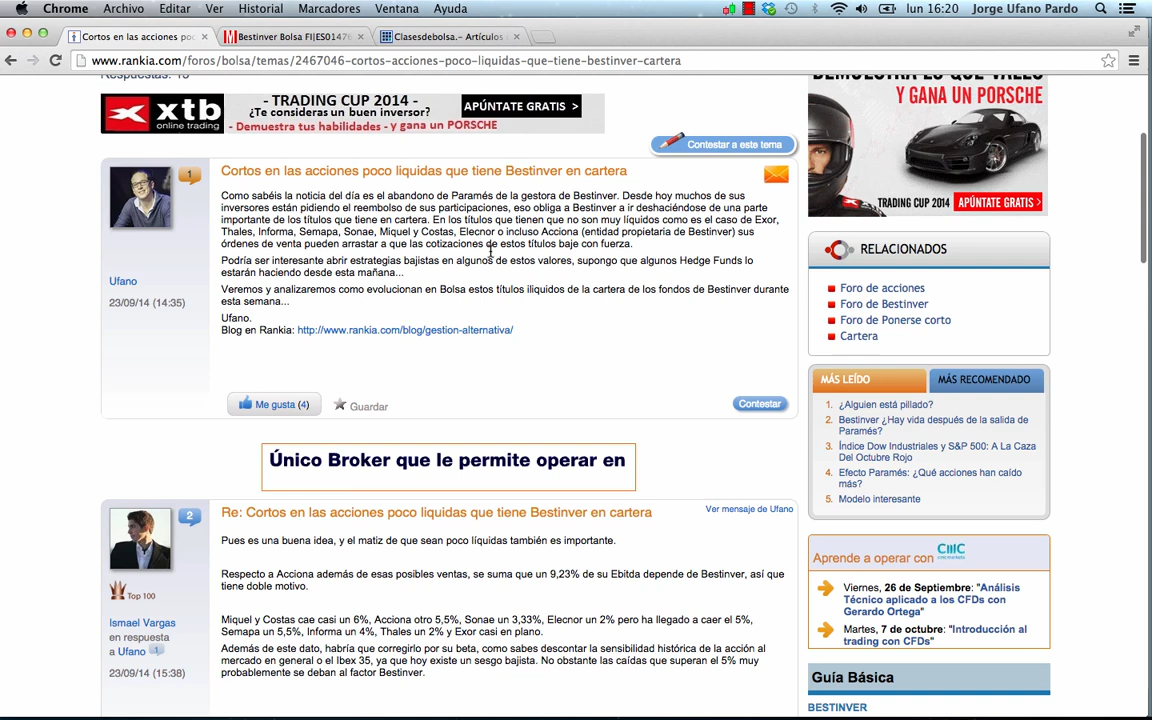 Chrome Archivo Editar Ver Historial Marcadores Ventana Ayuda lun 16:20 Jorge Ufano Pardo
Cortos en las acciones po Bestinver Bolsa FI|ES0147 Clasesdebolsa.- Artículos
www.rankia.com/foros/bolsa/temas/2467046-cortos-acciones-poco-liquidas-que-tiene-bestinver-cartera
xtb
online trading
- TRADING CUP 2014 -
¿Te consideras un buen inversor?
- Demuestra tus habilidades - y gana un PORSCHE
APÚNTATE GRATIS >
Contestar a este tema
1
Ufano
23/09/14 (14:35)
Cortos en las acciones poco liquidas que tiene Bestinver en cartera
Como sabéis la noticia del día es el abandono de Paramés de la gestora de Bestinver. Desde hoy muchos de sus
inversores están pidiendo el reembolso de sus participaciones, eso obliga a Bestinver a ir deshaciéndose de una parte
importante de los títulos que tiene en cartera. En los títulos que tienen que no son muy líquidos como es el caso de Exor,
Thales, Informa, Semapa, Sonae, Miquel y Costas, Elecnor o incluso Acciona (entidad propietaria de Bestinver) sus
órdenes de venta pueden arrastar a que las cotizaciones de estos títulos baje con fuerza.
Podría ser interesante abrir estrategias bajistas en algunos de estos valores, supongo que algunos Hedge Funds lo
estarán haciendo desde esta mañana...
Veremos y analizaremos como evolucionan en Bolsa estos títulos ilíquidos de la cartera de los fondos de Bestinver durante
esta semana...
Ufano.
Blog en Rankia: http://www.rankia.com/blog/gestion-alternativa/
Me gusta (4) Guardar
Contestar
Único Broker que le permite operar en
2
Top 100
Ismael Vargas
en respuesta
a Ufano 1
23/09/14 (15:38)
Re: Cortos en las acciones poco liquidas que tiene Bestinver en cartera
Ver mensaje de Ufano
Pues es una buena idea, y el matiz de que sean poco líquidas también es importante.
Respecto a Acciona además de esas posibles ventas, se suma que un 9,23% de su Ebitda depende de Bestinver, así que
tiene doble motivo.
Miquel y Costas cae casi un 6%, Acciona otro 5,5%, Sonae un 3,33%, Elecnor un 2% pero ha llegado a caer el 5%,
Semapa un 5,5%, Informa un 4%, Thales un 2% y Exor casi en plano.
Además de este dato, habría que corregirlo por su beta, como sabes descontar la sensibilidad histórica de la acción al
mercado en general o el Ibex 35, ya que hoy existe un sesgo bajista. No obstante las caídas que superan el 5% muy
probablemente se deban al factor Bestinver.
DEMUESTRA LO QUE VALES
Y GANA UN PORSCHE
TRADING CUP 2014 APÚNTATE GRATIS >
RELACIONADOS
Foro de acciones
Foro de Bestinver
Foro de Ponerse corto
Cartera
MÁS LEÍDO MÁS RECOMENDADO
1. ¿Alguien está pillado?
2. Bestinver ¿Hay vida después de la salida de
Paramés?
3. Índice Dow Industriales y S&P 500: A La Caza
Del Octubre Rojo
4. Efecto Paramés: ¿Qué acciones han caído
más?
5. Modelo interesante
Aprende a operar con CMC
Viernes, 26 de Septiembre: "Análisis
Técnico aplicado a los CFDs con
Gerardo Ortega"
Martes, 7 de octubre: "Introducción al
trading con CFDs"
Guía Básica
BESTINVER